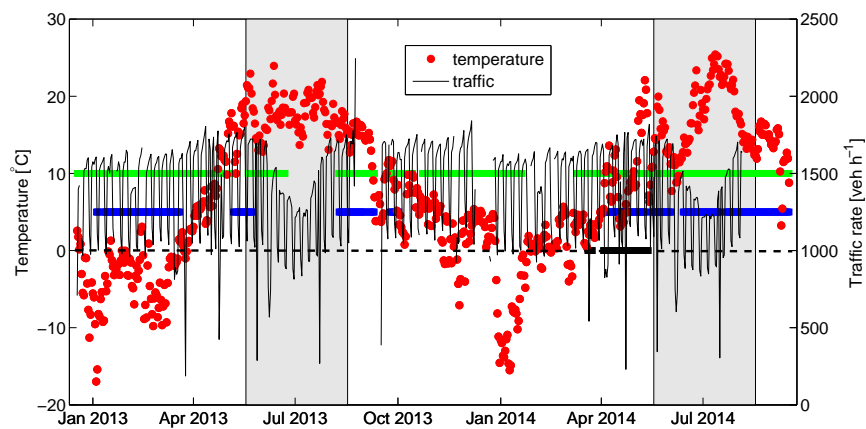 30
20
10
0
−10
−20
Temperature [°C]
Jan 2013
Apr 2013
Jul 2013
Oct 2013
Jan 2014
Apr 2014
Jul 2014
temperature
traffic
2500
2000
1500
1000
500
0
Traffic rate [veh h−1]